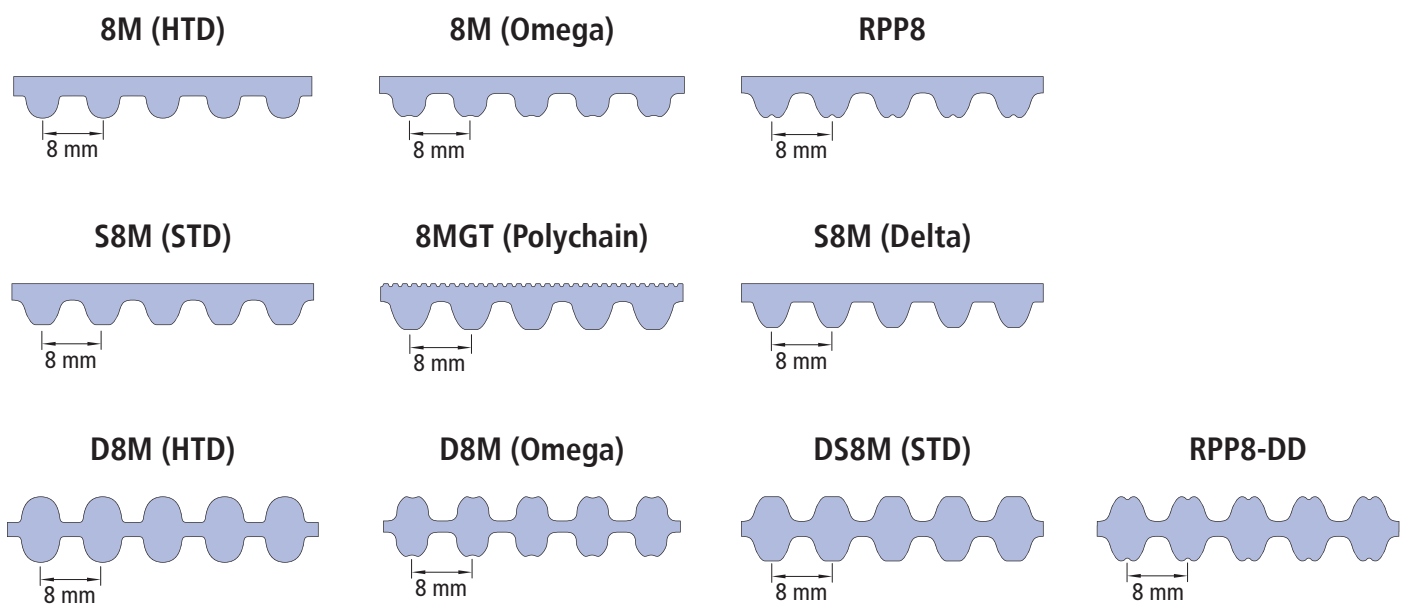 8M (HTD)
8M (Omega)
RPP8
8 mm
8 mm
8 mm
S8M (STD)
8MGT (Polychain)
S8M (Delta)
8 mm
8 mm
8 mm
D8M (HTD)
D8M (Omega)
DS8M (STD)
RPP8-DD
8 mm
8 mm
8 mm
8 mm